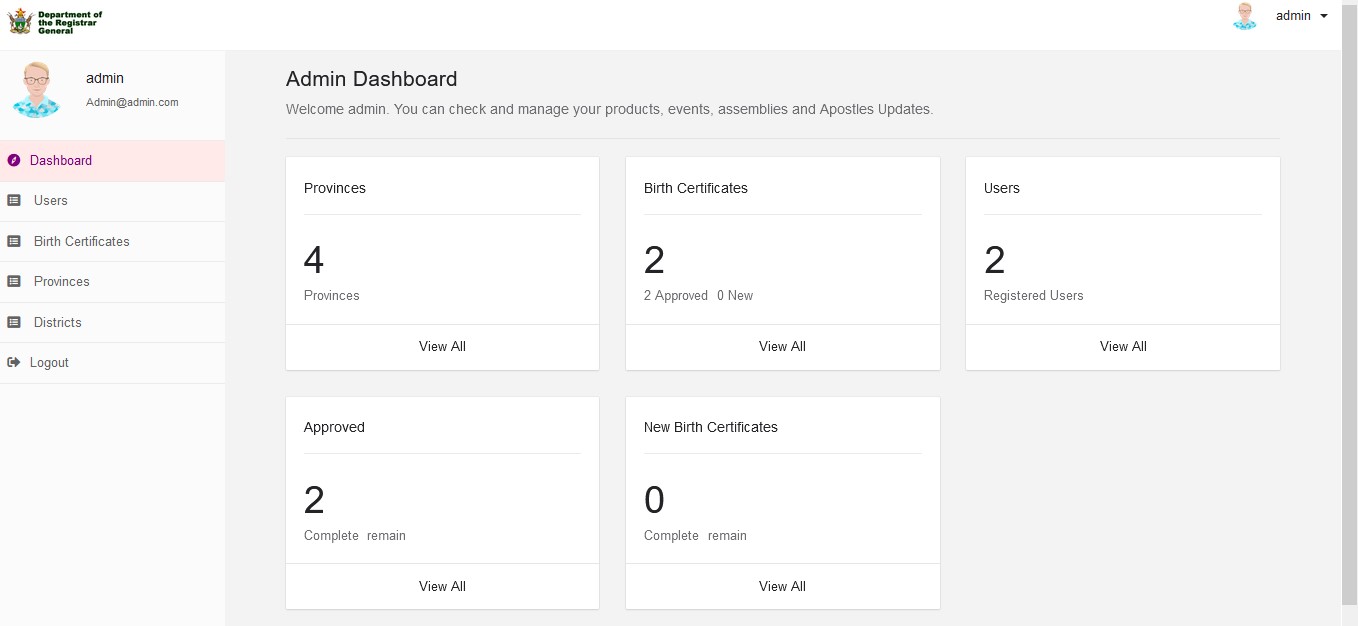 Department of
the Registrar
General
admin
admin
Admin@admin.com
Dashboard
Users
Birth Certificates
Provinces
Districts
Logout
Admin Dashboard
Welcome admin. You can check and manage your products, events, assemblies and Apostles Updates.
Provinces
4
Provinces
View All
Birth Certificates
2
2 Approved 0 New
View All
Users
2
Registered Users
View All
Approved
2
Complete remain
View All
New Birth Certificates
0
Complete remain
View All